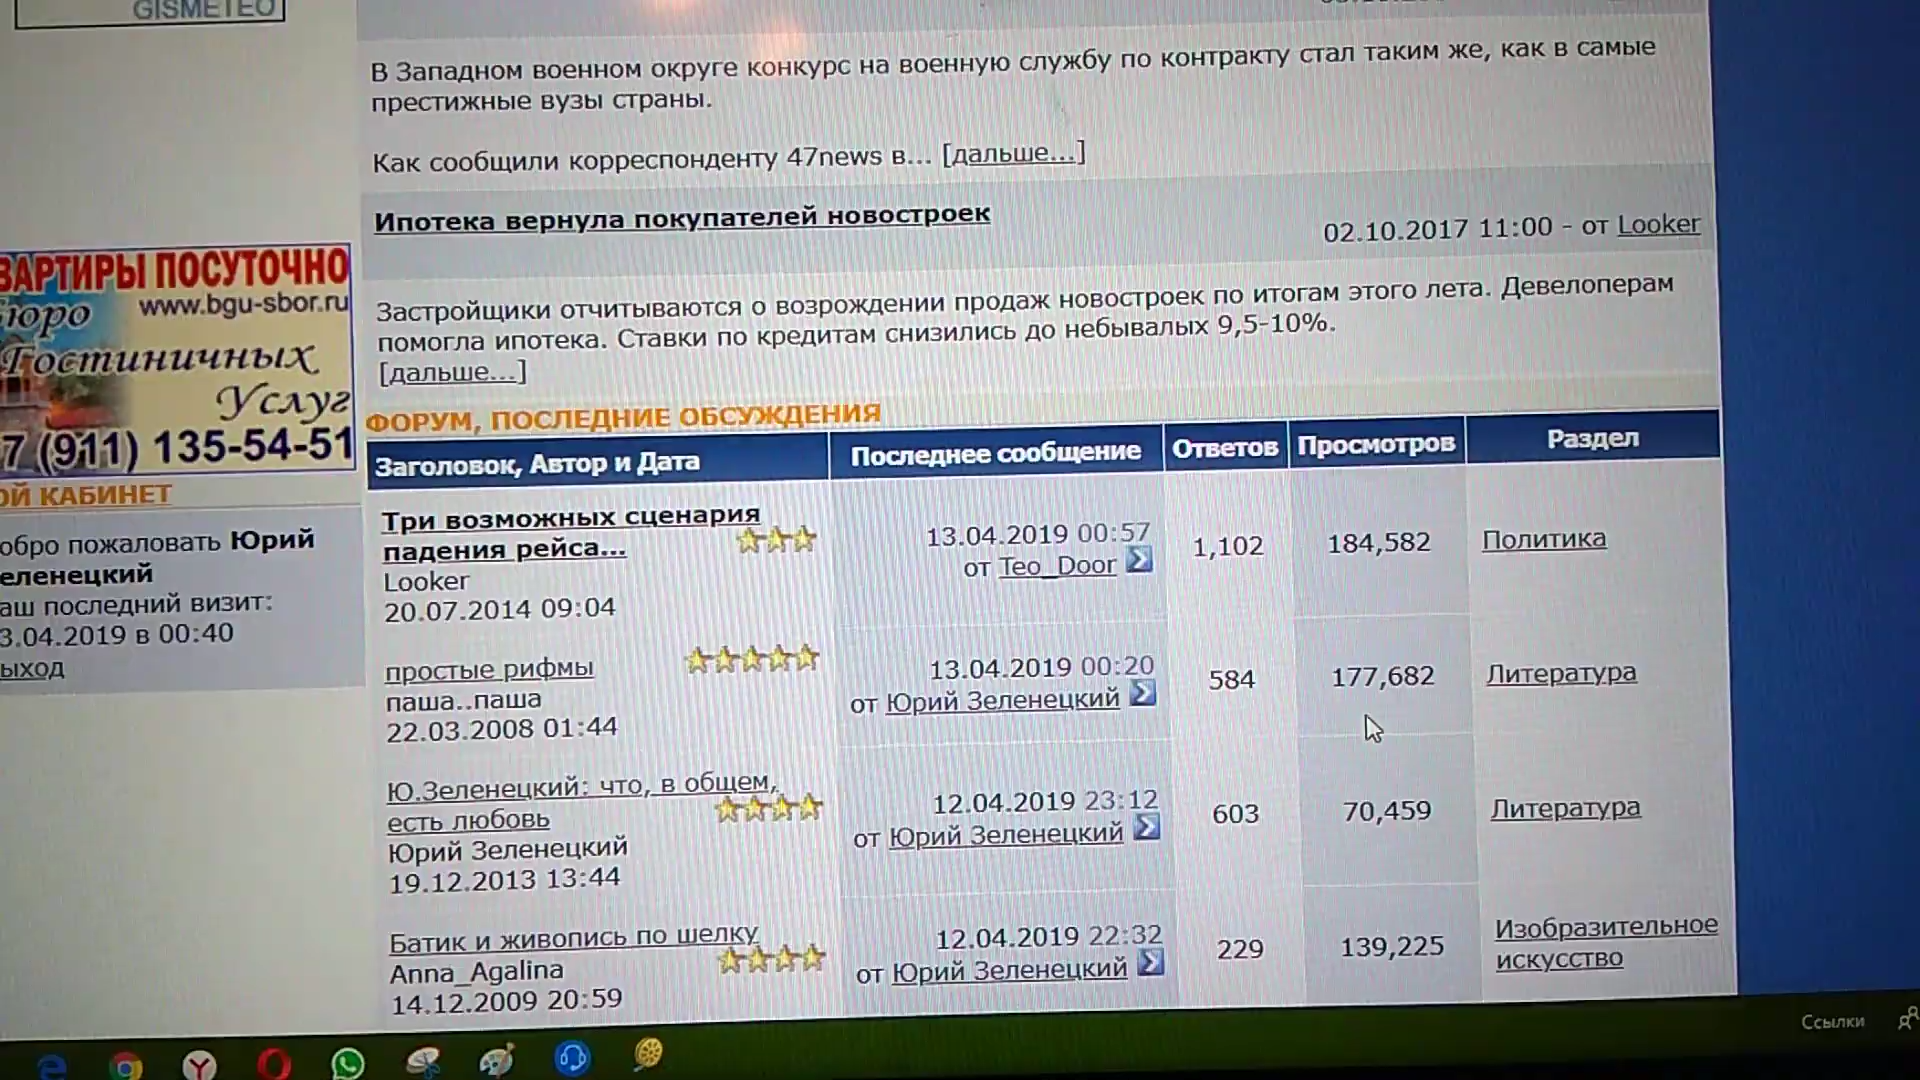 GISMETEO
В Западном военном округе конкурс на военную службу по контракту стал таким же, как в самые
престижные вузы страны.
Как сообщили корреспонденту 47news в... [дальше...]
Ипотека вернула покупателей новостроек
02.10.2017 11:00 - от Looker
Застройщики отчитываются о возрождении продаж новостроек по итогам этого лета. Девелоперам
помогла ипотека. Ставки по кредитам снизились до небывалых 9,5-10%.
[дальше...]
ВАРТИРЫ ПОСУТОЧНО
www.bgu-sbor.ru
Бюро
Гостиничных
Услуг
7 (911) 135-54-51
ОЙ КАБИНЕТ
обро пожаловать Юрий
еленецкий
аш последний визит:
3.04.2019 в 00:40
ыход
ФОРУМ, ПОСЛЕДНИЕ ОБСУЖДЕНИЯ
Заголовок, Автор и Дата Последнее сообщение Ответов Просмотров Раздел
Три возможных сценария
падения рейса...
Looker
20.07.2014 09:04
13.04.2019 00:57
от Teo_Door
1,102
184,582
Политика
простые рифмы
паша..паша
22.03.2008 01:44
13.04.2019 00:20
от Юрий Зеленецкий
584
177,682
Литература
Ю.Зеленецкий: что, в общем,
есть любовь
Юрий Зеленецкий
19.12.2013 13:44
12.04.2019 23:12
от Юрий Зеленецкий
603
70,459
Литература
Батик и живопись по шелку
Anna_Agalina
14.12.2009 20:59
12.04.2019 22:32
от Юрий Зеленецкий
229
139,225
Изобразительное
искусство
Ссылки